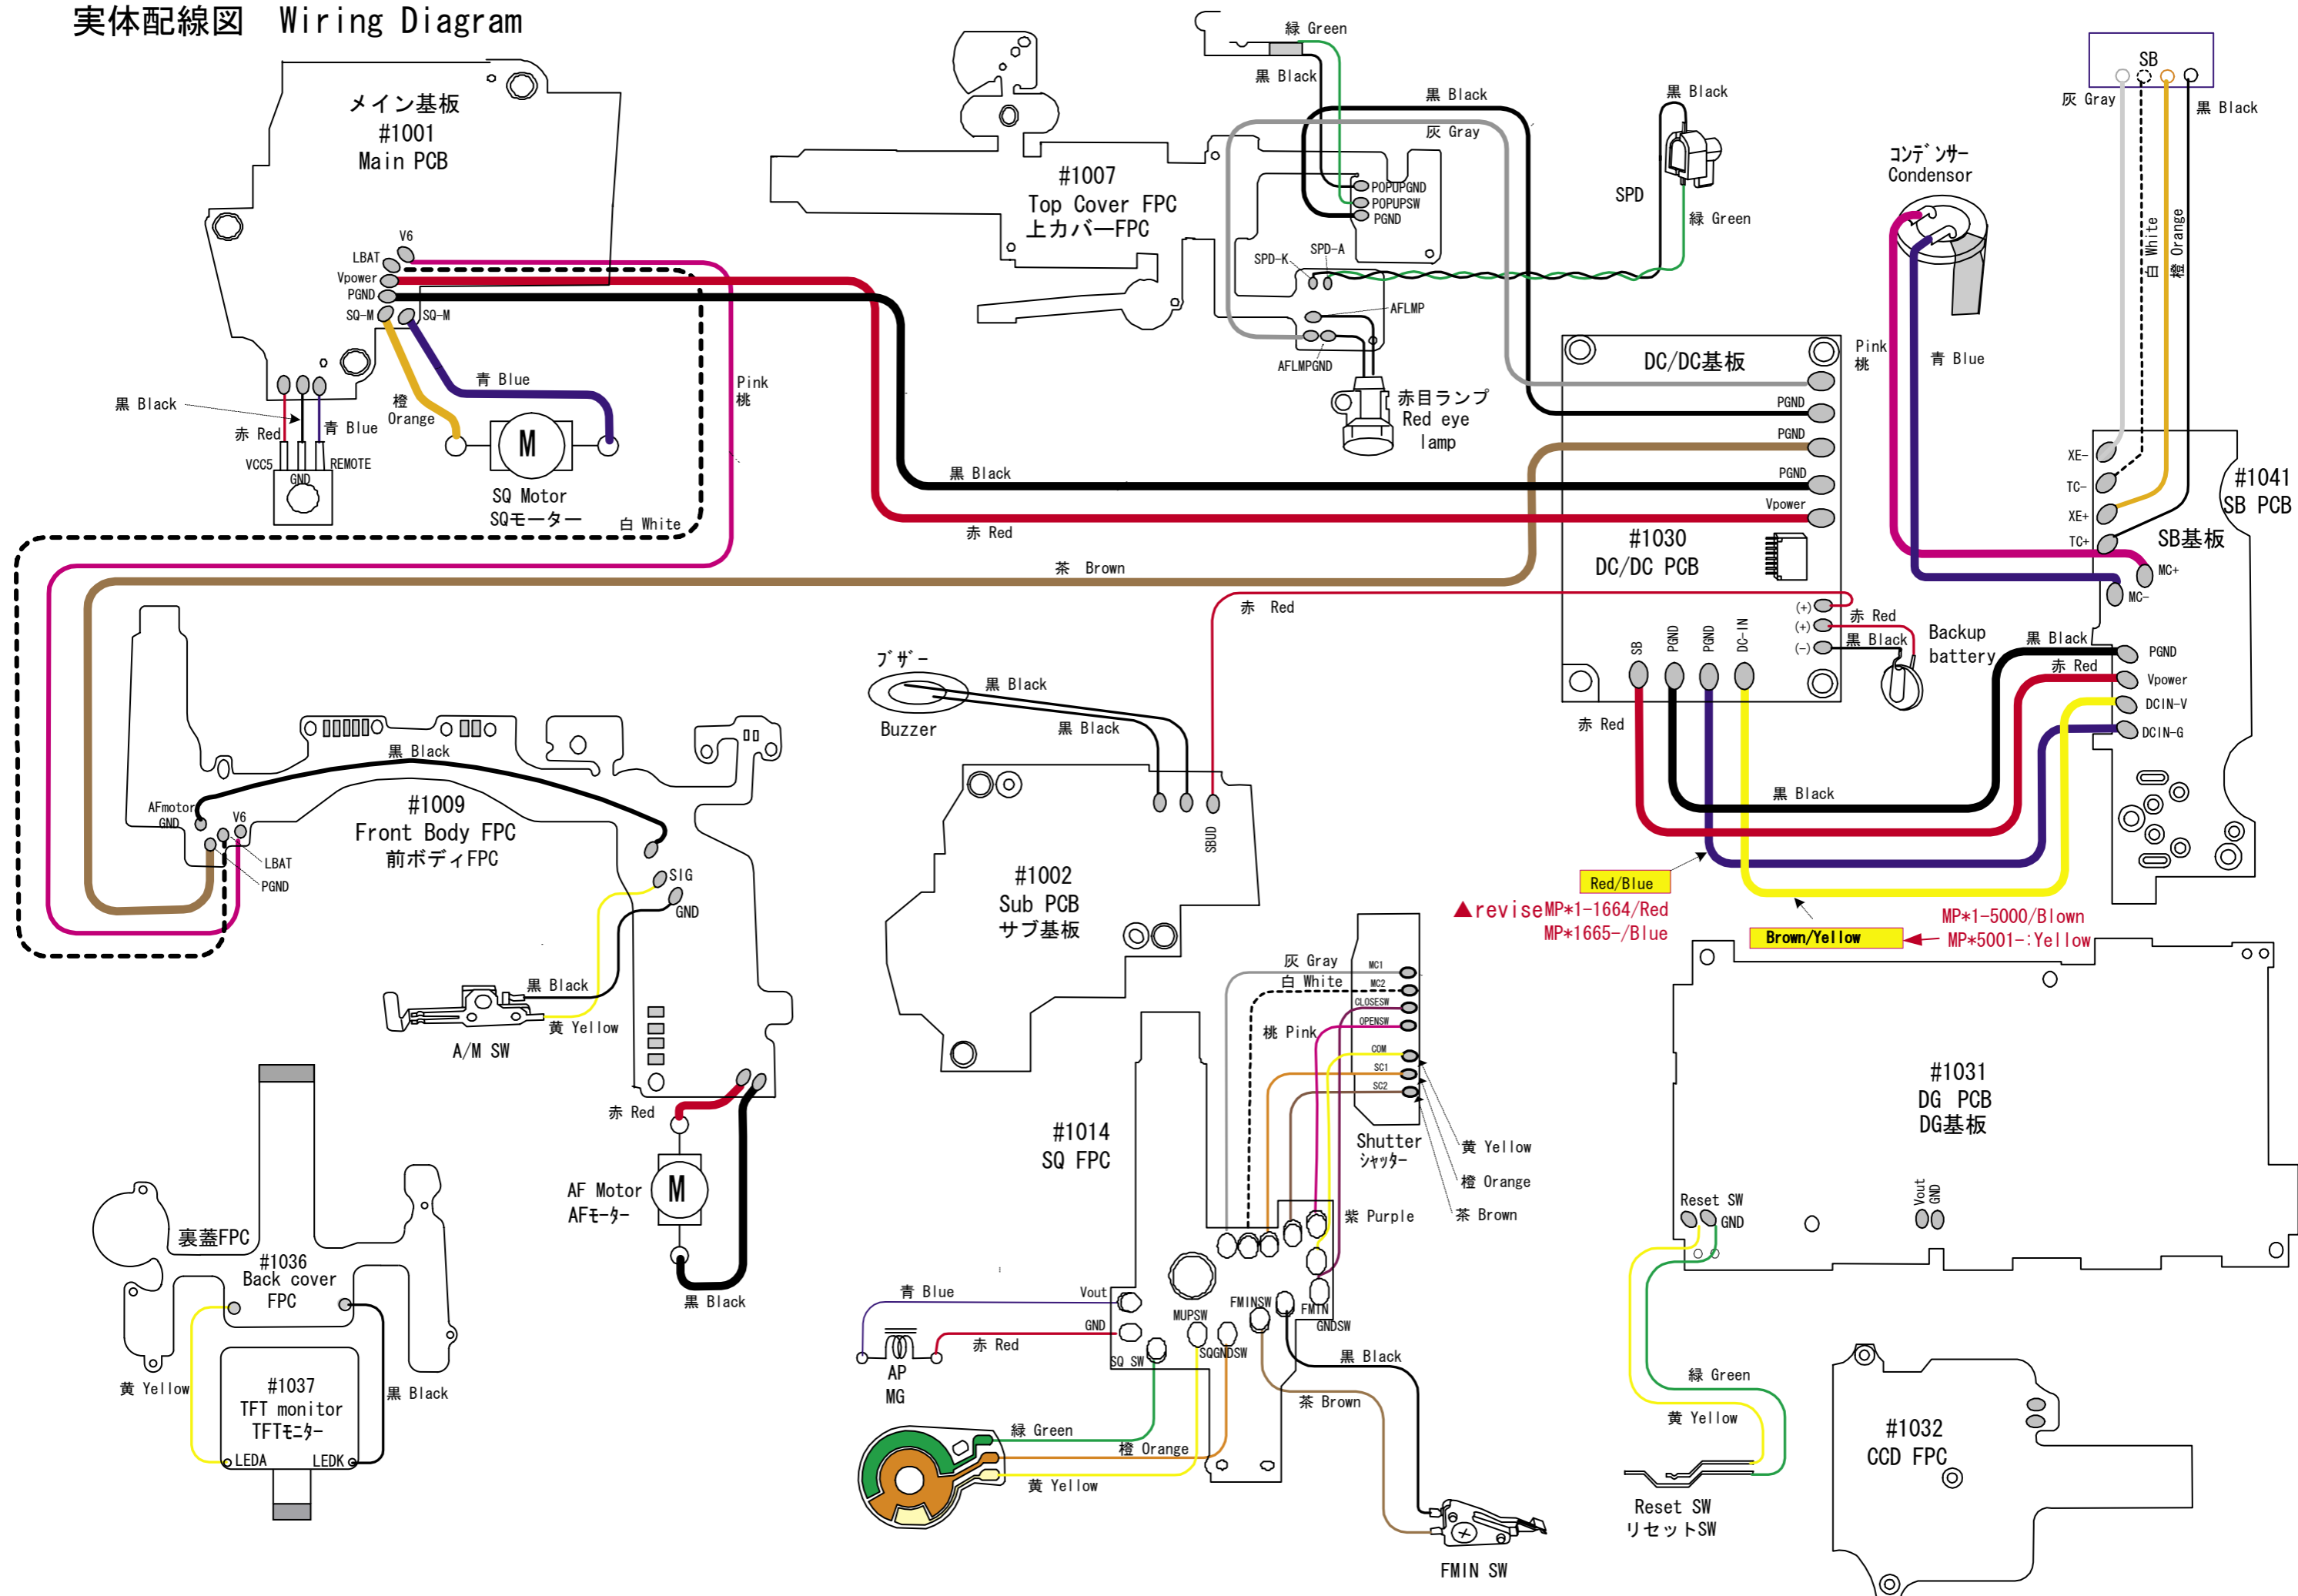 実体配線図 Wiring Diagram
メイン基板
#1001
Main PCB
V6
LBAT
Vpower
PGND
SQ-M
SQ-M
黒 Black
赤 Red
青 Blue
VCC5
GND
REMOTE
橙
Orange
青 Blue
M
SQ Motor
SQモーター
Pink
桃
白 White
緑 Green
黒 Black
黒 Black
灰 Gray
#1007
Top Cover FPC
上カバーFPC
POPUPGND
POPUPSW
PGND
SPD-K
SPD-A
AFLMP
AFLMPGND
赤目ランプ
Red eye
lamp
黒 Black
SPD
緑 Green
コンデンサー
Condensor
Pink
桃
青 Blue
SB
灰 Gray
黒 Black
白 White
橙 Orange
DC/DC基板
PGND
PGND
PGND
Vpower
#1030
DC/DC PCB
黒 Black
赤 Red
茶 Brown
赤 Red
(+)
(+)
(-)
赤 Red
黒 Black
Backup
battery
SB
PGND
PGND
DC-IN
XE-
TC-
XE+
TC+
#1041
SB PCB
SB基板
MC+
MC-
PGND
Vpower
DCIN-V
DCIN-G
黒 Black
赤 Red
赤 Red
黒 Black
Red/Blue
▲reviseMP*1-1664/Red
MP*1665-/Blue
Brown/Yellow
MP*1-5000/Blown
MP*5001-:Yellow
ブザー
Buzzer
黒 Black
黒 Black
SBUD
#1002
Sub PCB
サブ基板
黒 Black
AFmotor
GND
V6
LBAT
PGND
#1009
Front Body FPC
前ボディFPC
SIG
GND
黒 Black
黄 Yellow
A/M SW
赤 Red
AF Motor
AFモーター
M
黒 Black
裏蓋FPC
#1036
Back cover
FPC
黄 Yellow
黒 Black
#1037
TFT monitor
TFTモニター
LEDA
LEDK
灰 Gray
白 White
桃 Pink
MC1
MC2
CLOSESW
OPENSW
COM
SC1
SC2
Shutter
シャッター
黄 Yellow
橙 Orange
茶 Brown
紫 Purple
#1014
SQ FPC
青 Blue
Vout
GND
赤 Red
AP
MG
SQ SW
MUPSW
SQGNDSW
FMINSW
FMIN
GNDSW
黒 Black
茶 Brown
緑 Green
橙 Orange
黄 Yellow
FMIN SW
#1031
DG PCB
DG基板
Reset SW
GND
Vout
GND
緑 Green
黄 Yellow
Reset SW
リセットSW
#1032
CCD FPC